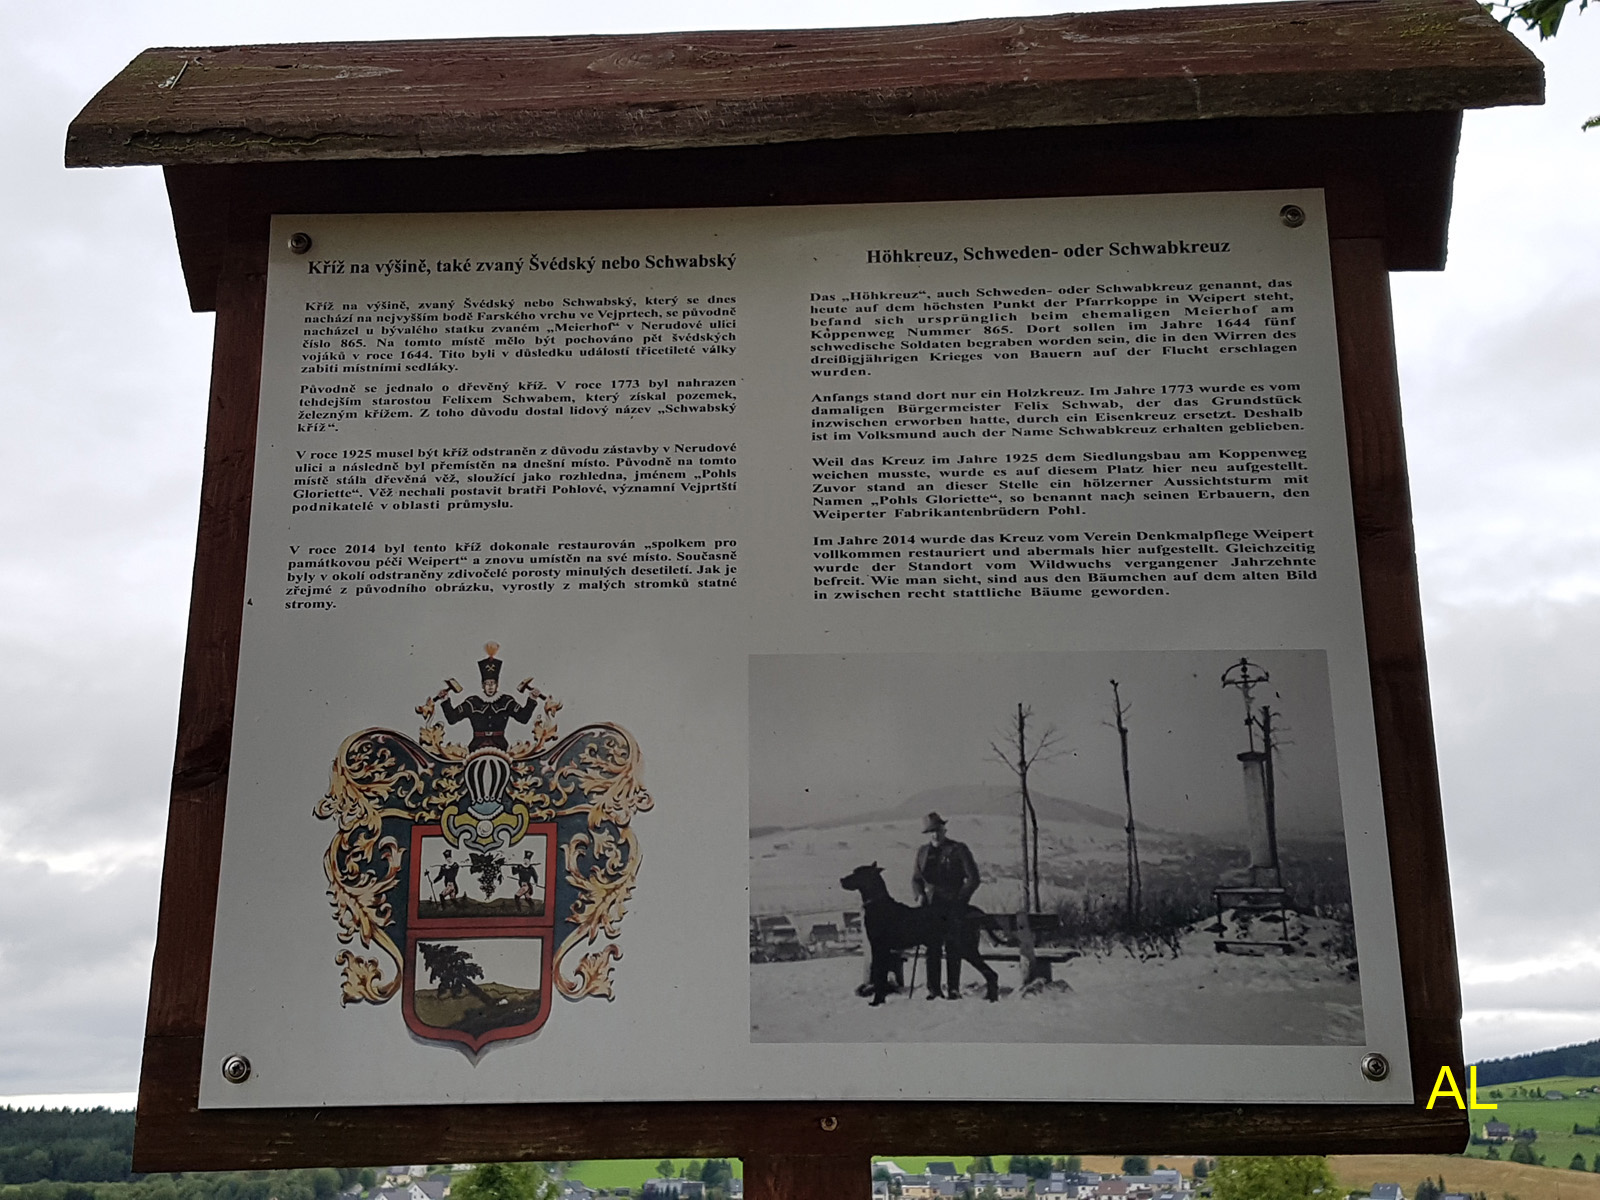 Kříž na výšině, také zvaný Švédský nebo Schwabský
Kříž na výšině, zvaný Švédský nebo Schwabský, který se dnes
nachází na nejvyšším bodě Farského vrchu ve Vejprtech, se původně
nacházel u bývalého statku zvaném „Meierhof“ v Nerudově ulici
číslo 865. Na tomto místě mělo být pochováno pět švédských
vojáků v roce 1644. Tito byli v důsledku událostí třicetileté války
zabiti místními sedláky.
Původně se jednalo o dřevěný kříž. V roce 1773 byl nahrazen
tehdejším starostou Felixem Schwabem, který získal pozemek,
železným křížem. Z toho důvodu dostal lidový název „Schwabský
kříž“.
V roce 1925 musel být kříž odstraněn z důvodu zástavby v Nerudově
ulici a následně byl přemístěn na dnešní místo. Původně na tomto
místě stála dřevěná věž, sloužící jako rozhledna, jménem „Pohls
Gloriette“. Věž nechali postavit bratři Pohlové, významní Vejprtští
podnikatelé v oblasti průmyslu.
V roce 2014 byl tento kříž dokonale restaurován „spolkem pro
památkovou péči Weipert“ a znovu umístěn na své místo. Současně
byly v okolí odstraněny zdivočelé porosty minulých desetiletí. Jak je
zřejmé z původního obrázku, vyrostly z malých stromků statné
stromy.
Höhkreuz, Schweden- oder Schwabkreuz
Das „Höhkreuz“, auch Schweden- oder Schwabkreuz genannt, das
heute auf dem höchsten Punkt der Pfarrkoppe in Weipert steht,
befand sich ursprünglich beim ehemaligen Meierhof am
Koppenweg Nummer 865. Dort sollen im Jahre 1644 fünf
schwedische Soldaten begraben worden sein, die in den Wirren des
dreißigjährigen Krieges von Bauern auf der Flucht erschlagen
wurden.
Anfangs stand dort nur ein Holzkreuz. Im Jahre 1773 wurde es vom
damaligen Bürgermeister Felix Schwab, der das Grundstück
inzwischen erworben hatte, durch ein Eisenkreuz ersetzt. Deshalb
ist im Volksmund auch der Name Schwabkreuz erhalten geblieben.
Weil das Kreuz im Jahre 1925 dem Siedlungsbau am Koppenweg
weichen musste, wurde es auf diesem Platz hier neu aufgestellt.
Zuvor stand an dieser Stelle ein hölzerner Aussichtsturm mit
Namen „Pohls Gloriette“, so benannt nach seinen Erbauern, den
Weiperter Fabrikantenbrüdern Pohl.
Im Jahre 2014 wurde das Kreuz vom Verein Denkmalpflege Weipert
vollkommen restauriert und abermals hier aufgestellt. Gleichzeitig
wurde der Standort vom Wildwuchs vergangener Jahrzehnte
befreit. Wie man sieht, sind aus den Bäumchen auf dem alten Bild
in zwischen recht stattliche Bäume geworden.
AL